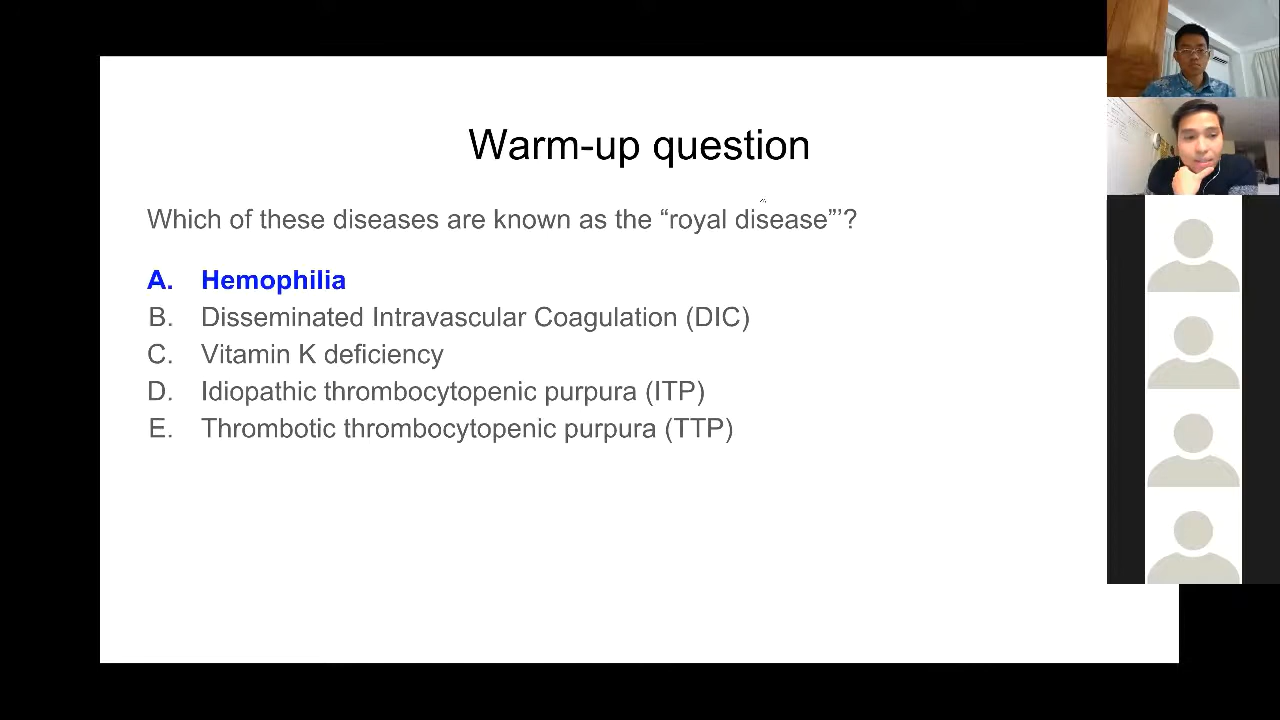 Warm-up question
Which of these diseases are known as the “royal disease”’?
A. Hemophilia
B. Disseminated Intravascular Coagulation (DIC)
C. Vitamin K deficiency
D. Idiopathic thrombocytopenic purpura (ITP)
E. Thrombotic thrombocytopenic purpura (TTP)